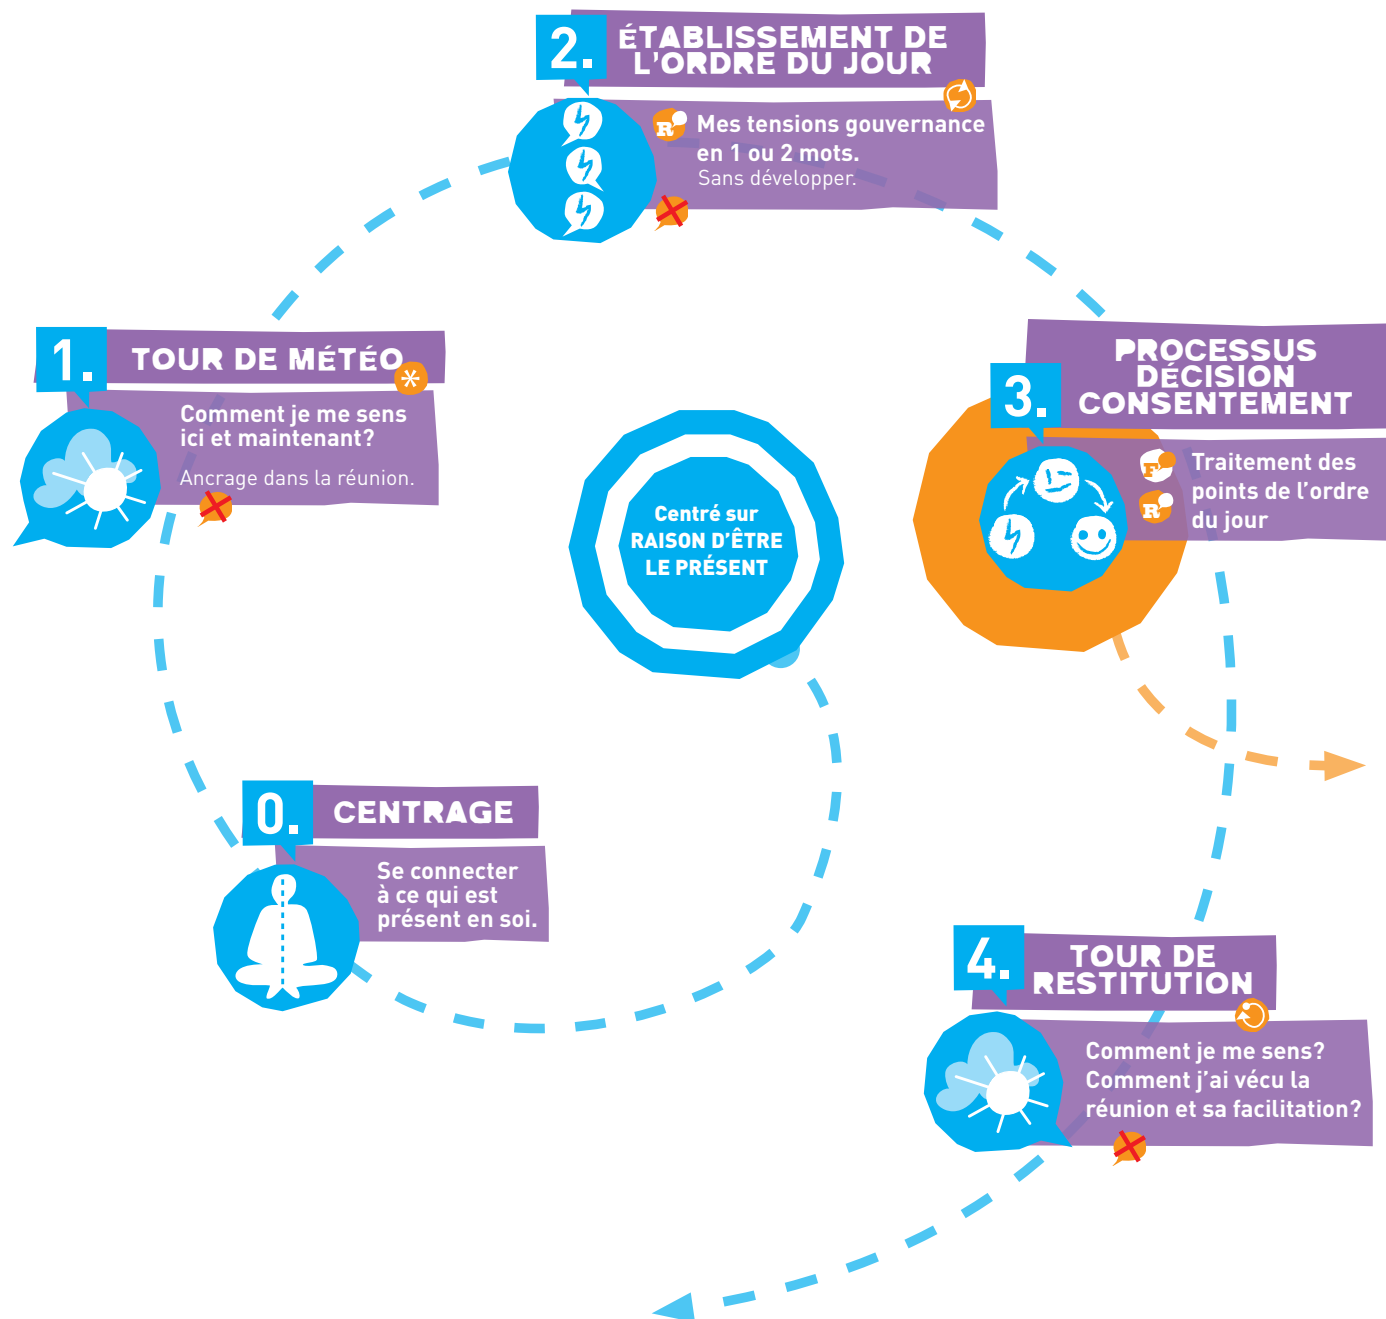 2.
ÉTABLISSEMENT DE
L'ORDRE DU JOUR
R
Mes tensions gouvernance
en 1 ou 2 mots.
Sans développer.
1.
TOUR DE MÉTÉO
*
Comment je me sens
ici et maintenant?
Ancrage dans la réunion.
3.
PROCESSUS
DÉCISION
CONSENTEMENT
F
R
Traitement des
points de l'ordre
du jour
Centré sur
RAISON D'ÊTRE
LE PRÉSENT
0.
CENTRAGE
Se connecter
à ce qui est
présent en soi.
4.
TOUR DE
RESTITUTION
Comment je me sens?
Comment j'ai vécu la
réunion et sa facilitation?